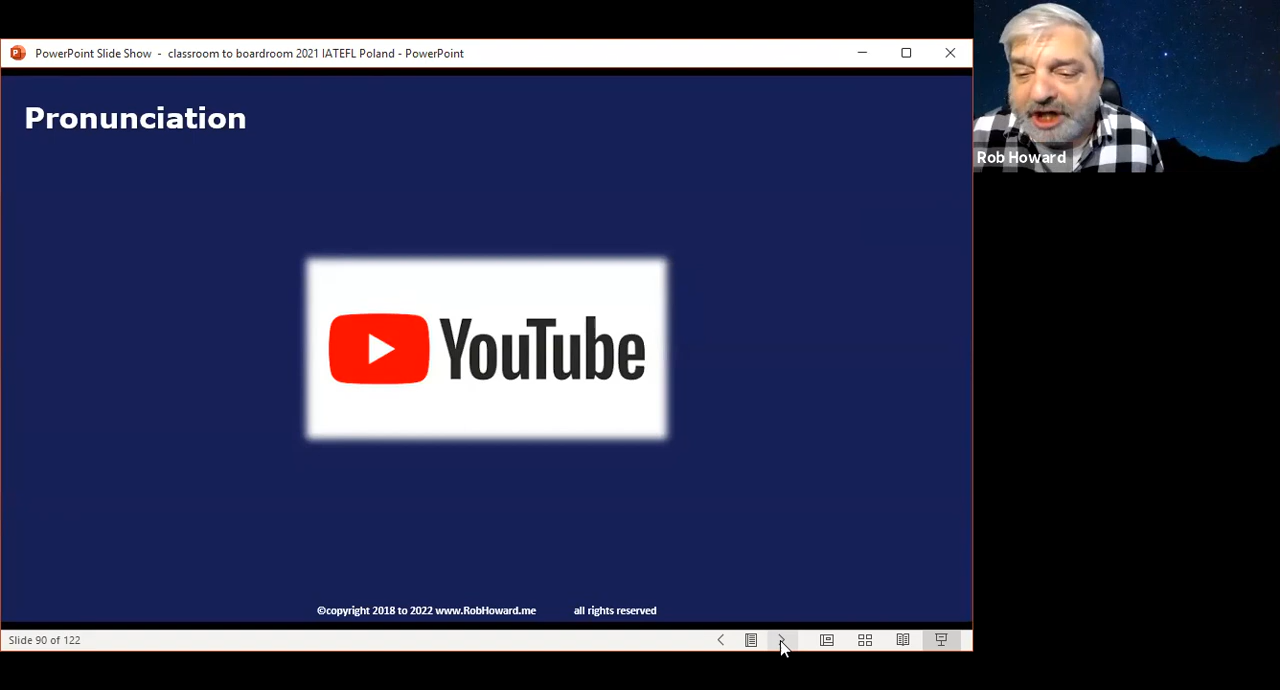 PowerPoint Slide Show - classroom to boardroom 2021 IATEFL Poland - PowerPoint
Rob Howard
Pronunciation
YouTube
©copyright 2018 to 2022 www.RobHoward.me all rights reserved
Slide 90 of 122